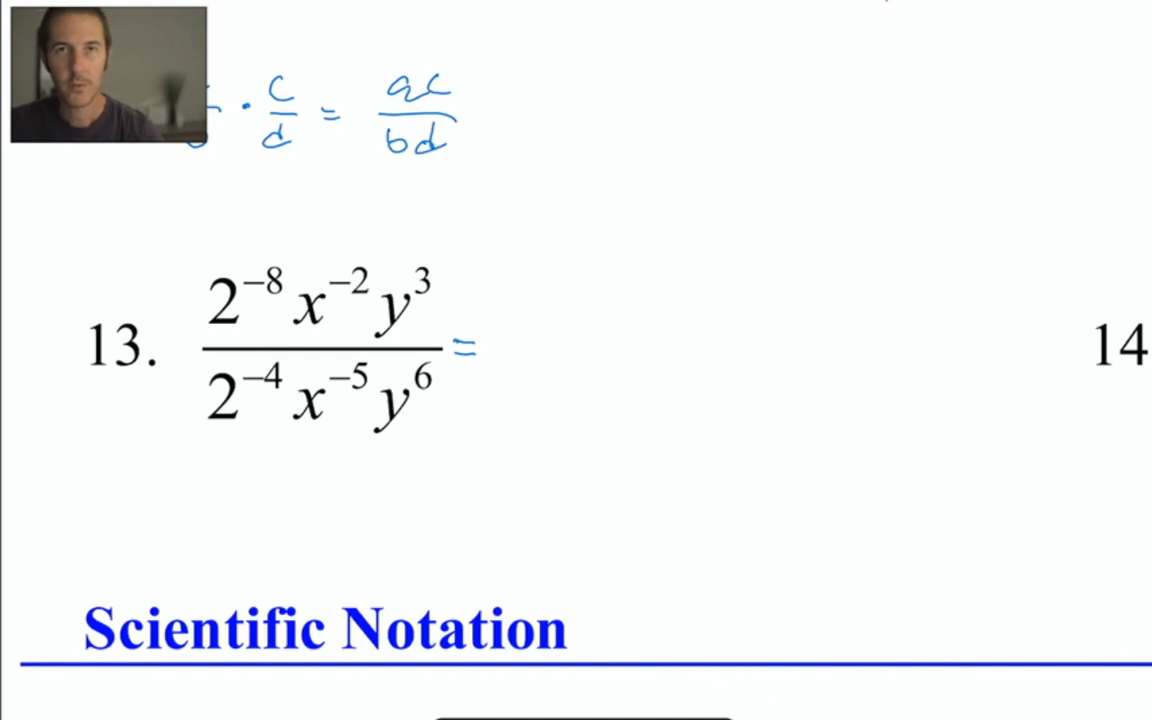 · c/d = ac/bd
13. 2^{-8} x^{-2} y^{3} / 2^{-4} x^{-5} y^{6} =
14
Scientific Notation